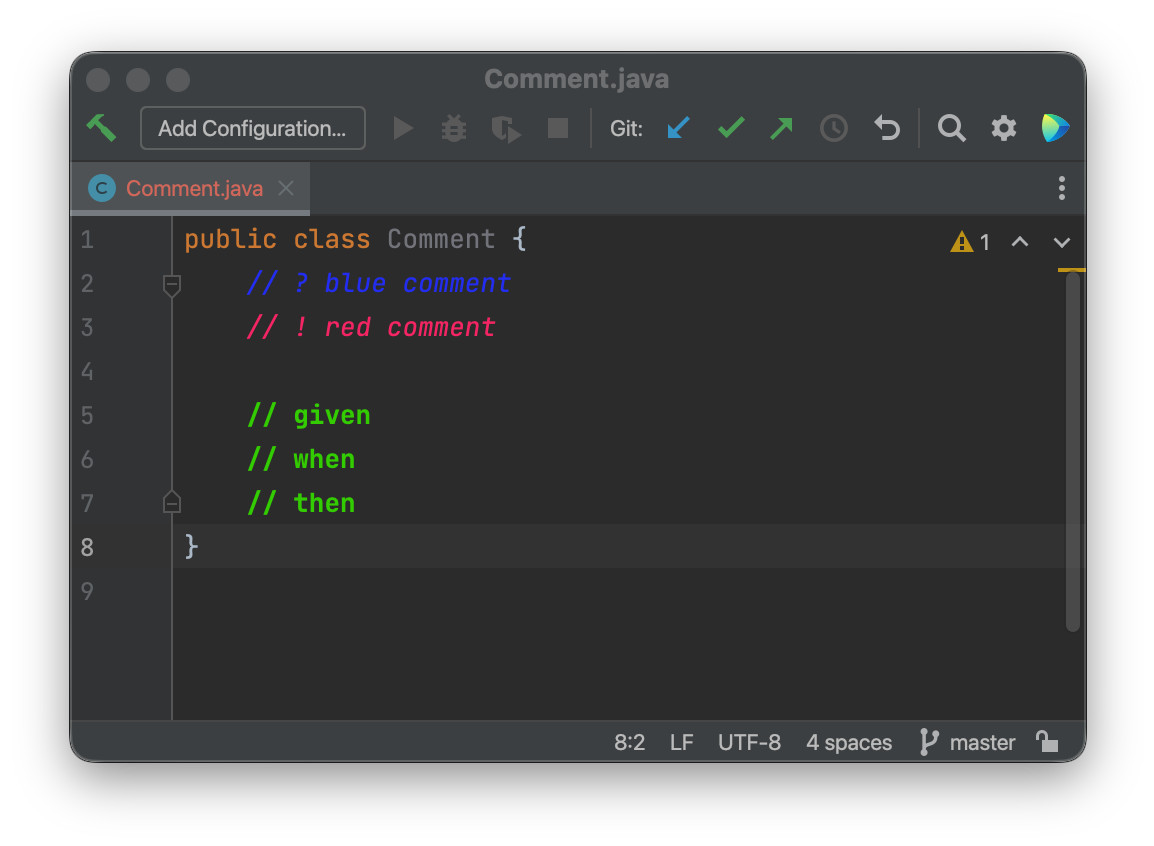 Comment.java
Add Configuration...
Git:
C Comment.java
1 public class Comment {
1
2 // ? blue comment
3 // ! red comment
4
5 // given
6 // when
7 // then
8 }
9
8:2 LF UTF-8 4 spaces master